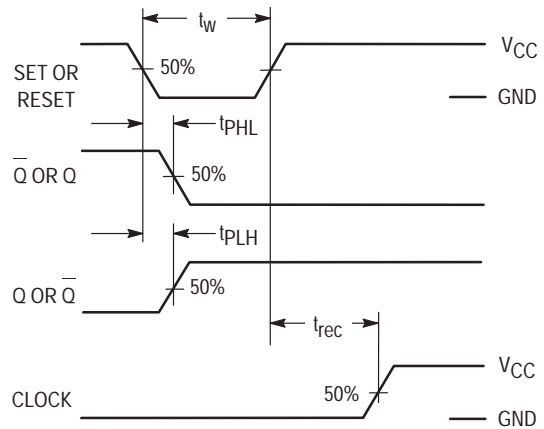 tW
VCC
50%
SET OR
RESET
GND
tPHL
Q̅ OR Q
50%
tPLH
50%
Q OR Q̅
trec
VCC
50%
CLOCK
GND